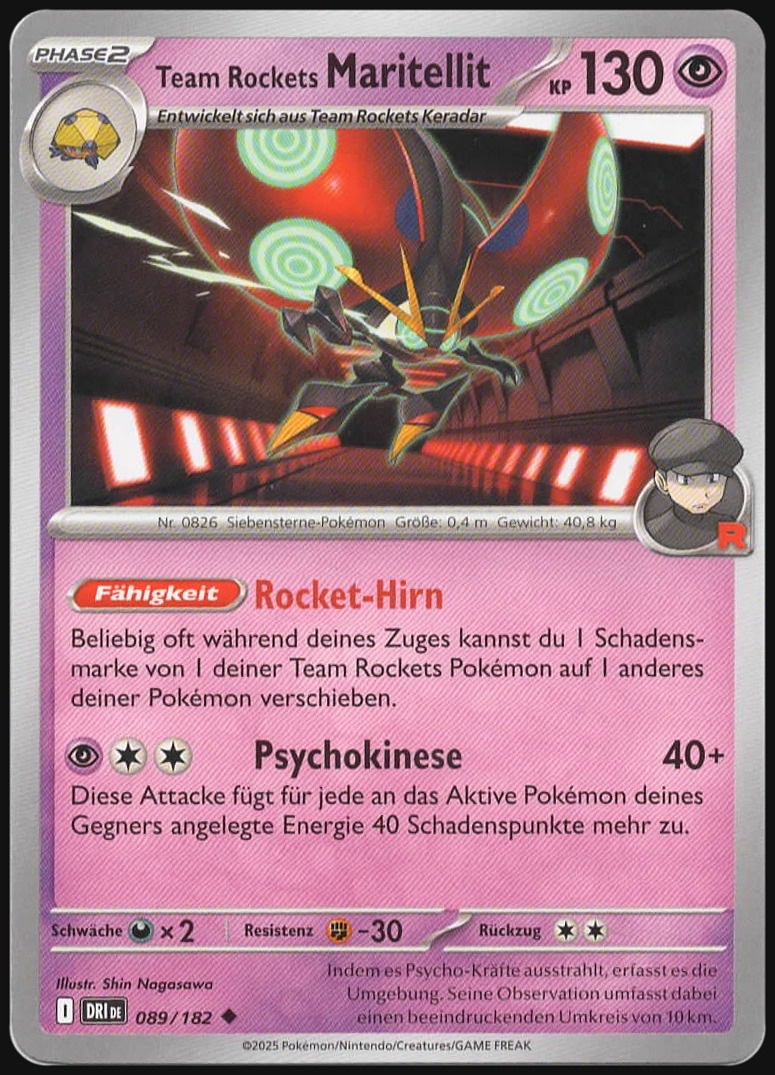 PHASE2
Team Rockets Maritellit KP 130
Entwickelt sich aus Team Rockets Keradar
R
Nr. 0826 Siebensterne-Pokémon Größe: 0,4 m Gewicht: 40,8 kg
Fähigkeit Rocket-Hirn
Beliebig oft während deines Zuges kannst du 1 Schadens-
marke von 1 deiner Team Rockets Pokémon auf 1 anderes
deiner Pokémon verschieben.
Psychokinese 40+
Diese Attacke fügt für jede an das Aktive Pokémon deines
Gegners angelegte Energie 40 Schadenspunkte mehr zu.
Schwäche x2 Resistenz -30 Rückzug
Illustr. Shin Nagasawa
Indem es Psycho-Kräfte ausstrahlt, erfasst es die
Umgebung. Seine Observation umfasst dabei
einen beeindruckenden Umkreis von 10 km.
I DRI DE 089/182
©2025 Pokémon/Nintendo/Creatures/GAME FREAK